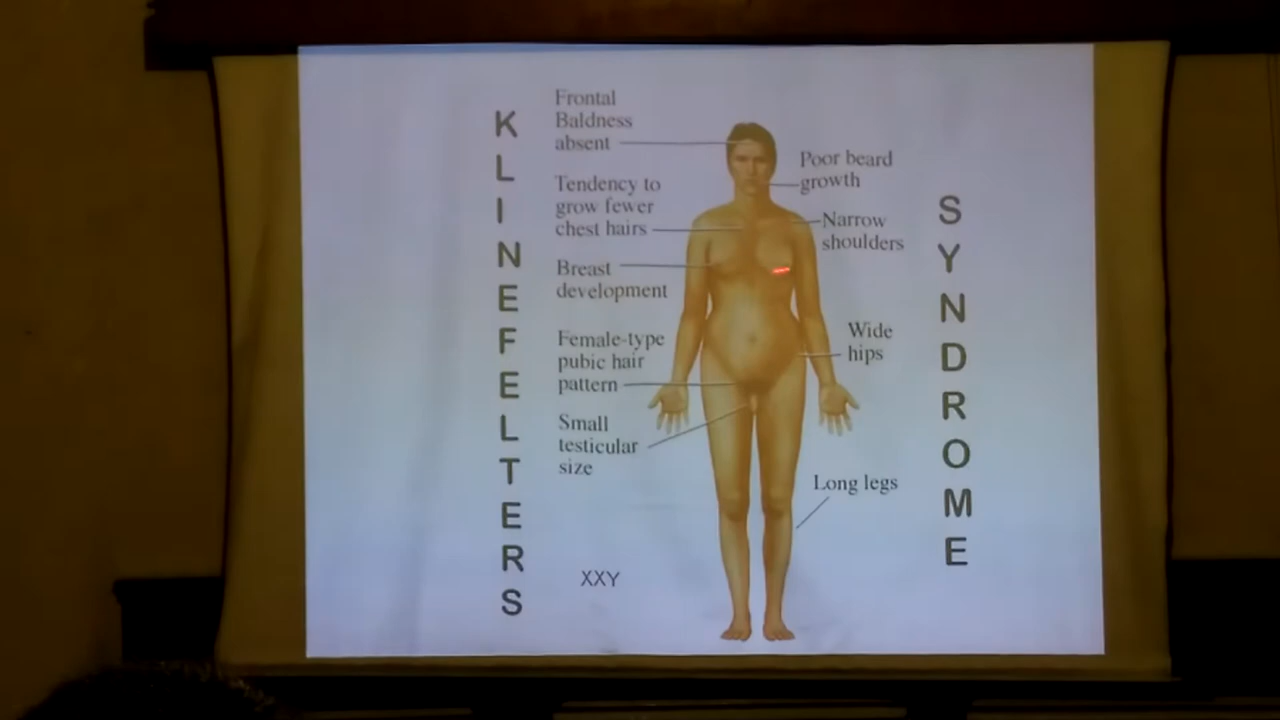 KLINEFELTERS
Frontal
Baldness
absent
Tendency to
grow fewer
chest hairs
Breast
development
Female-type
pubic hair
pattern
Small
testicular
size
XXY
Poor beard
growth
Narrow
shoulders
Wide
hips
Long legs
SYNDROME